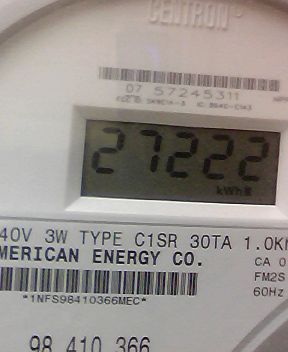 CENTRON®
07 57245311
27222
kWh
40V 3W TYPE C1SR 30TA 1.0K
MERICAN ENERGY CO.
CA 0
FM2S
60Hz
*1NFS98410366MEC*
98 410 366